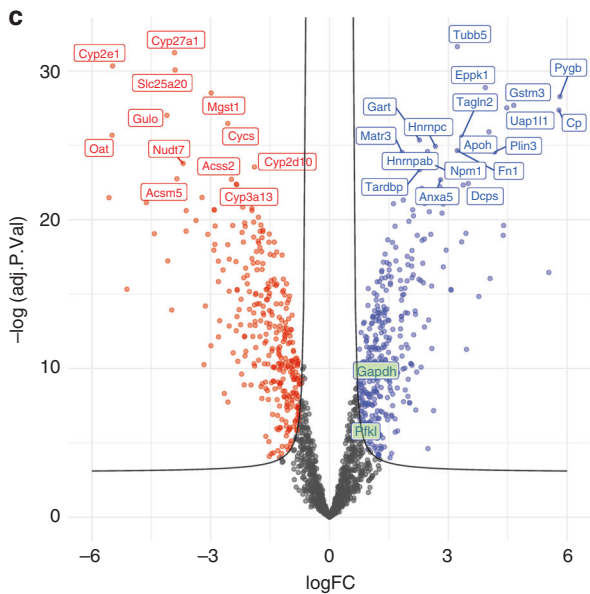 c
Tubb5
Cyp27a1
Cyp2e1
Pygb
Eppk1
Slc25a20
Gstm3
Tagln2
Mgst1
Gart
Gulo
Hnrnpc
Uap1l1
Cp
Cycs
Matr3
Apoh
Plin3
Oat
Nudt7
Hnrnpab
Cyp2d10
Acss2
Npm1
Fn1
Tardbp
Acsm5
Cyp3a13
Anxa5
Dcps
Gapdh
Pfkl
30
20
10
0
–log (adj.P.Val)
–6 –3 0 3 6
logFC